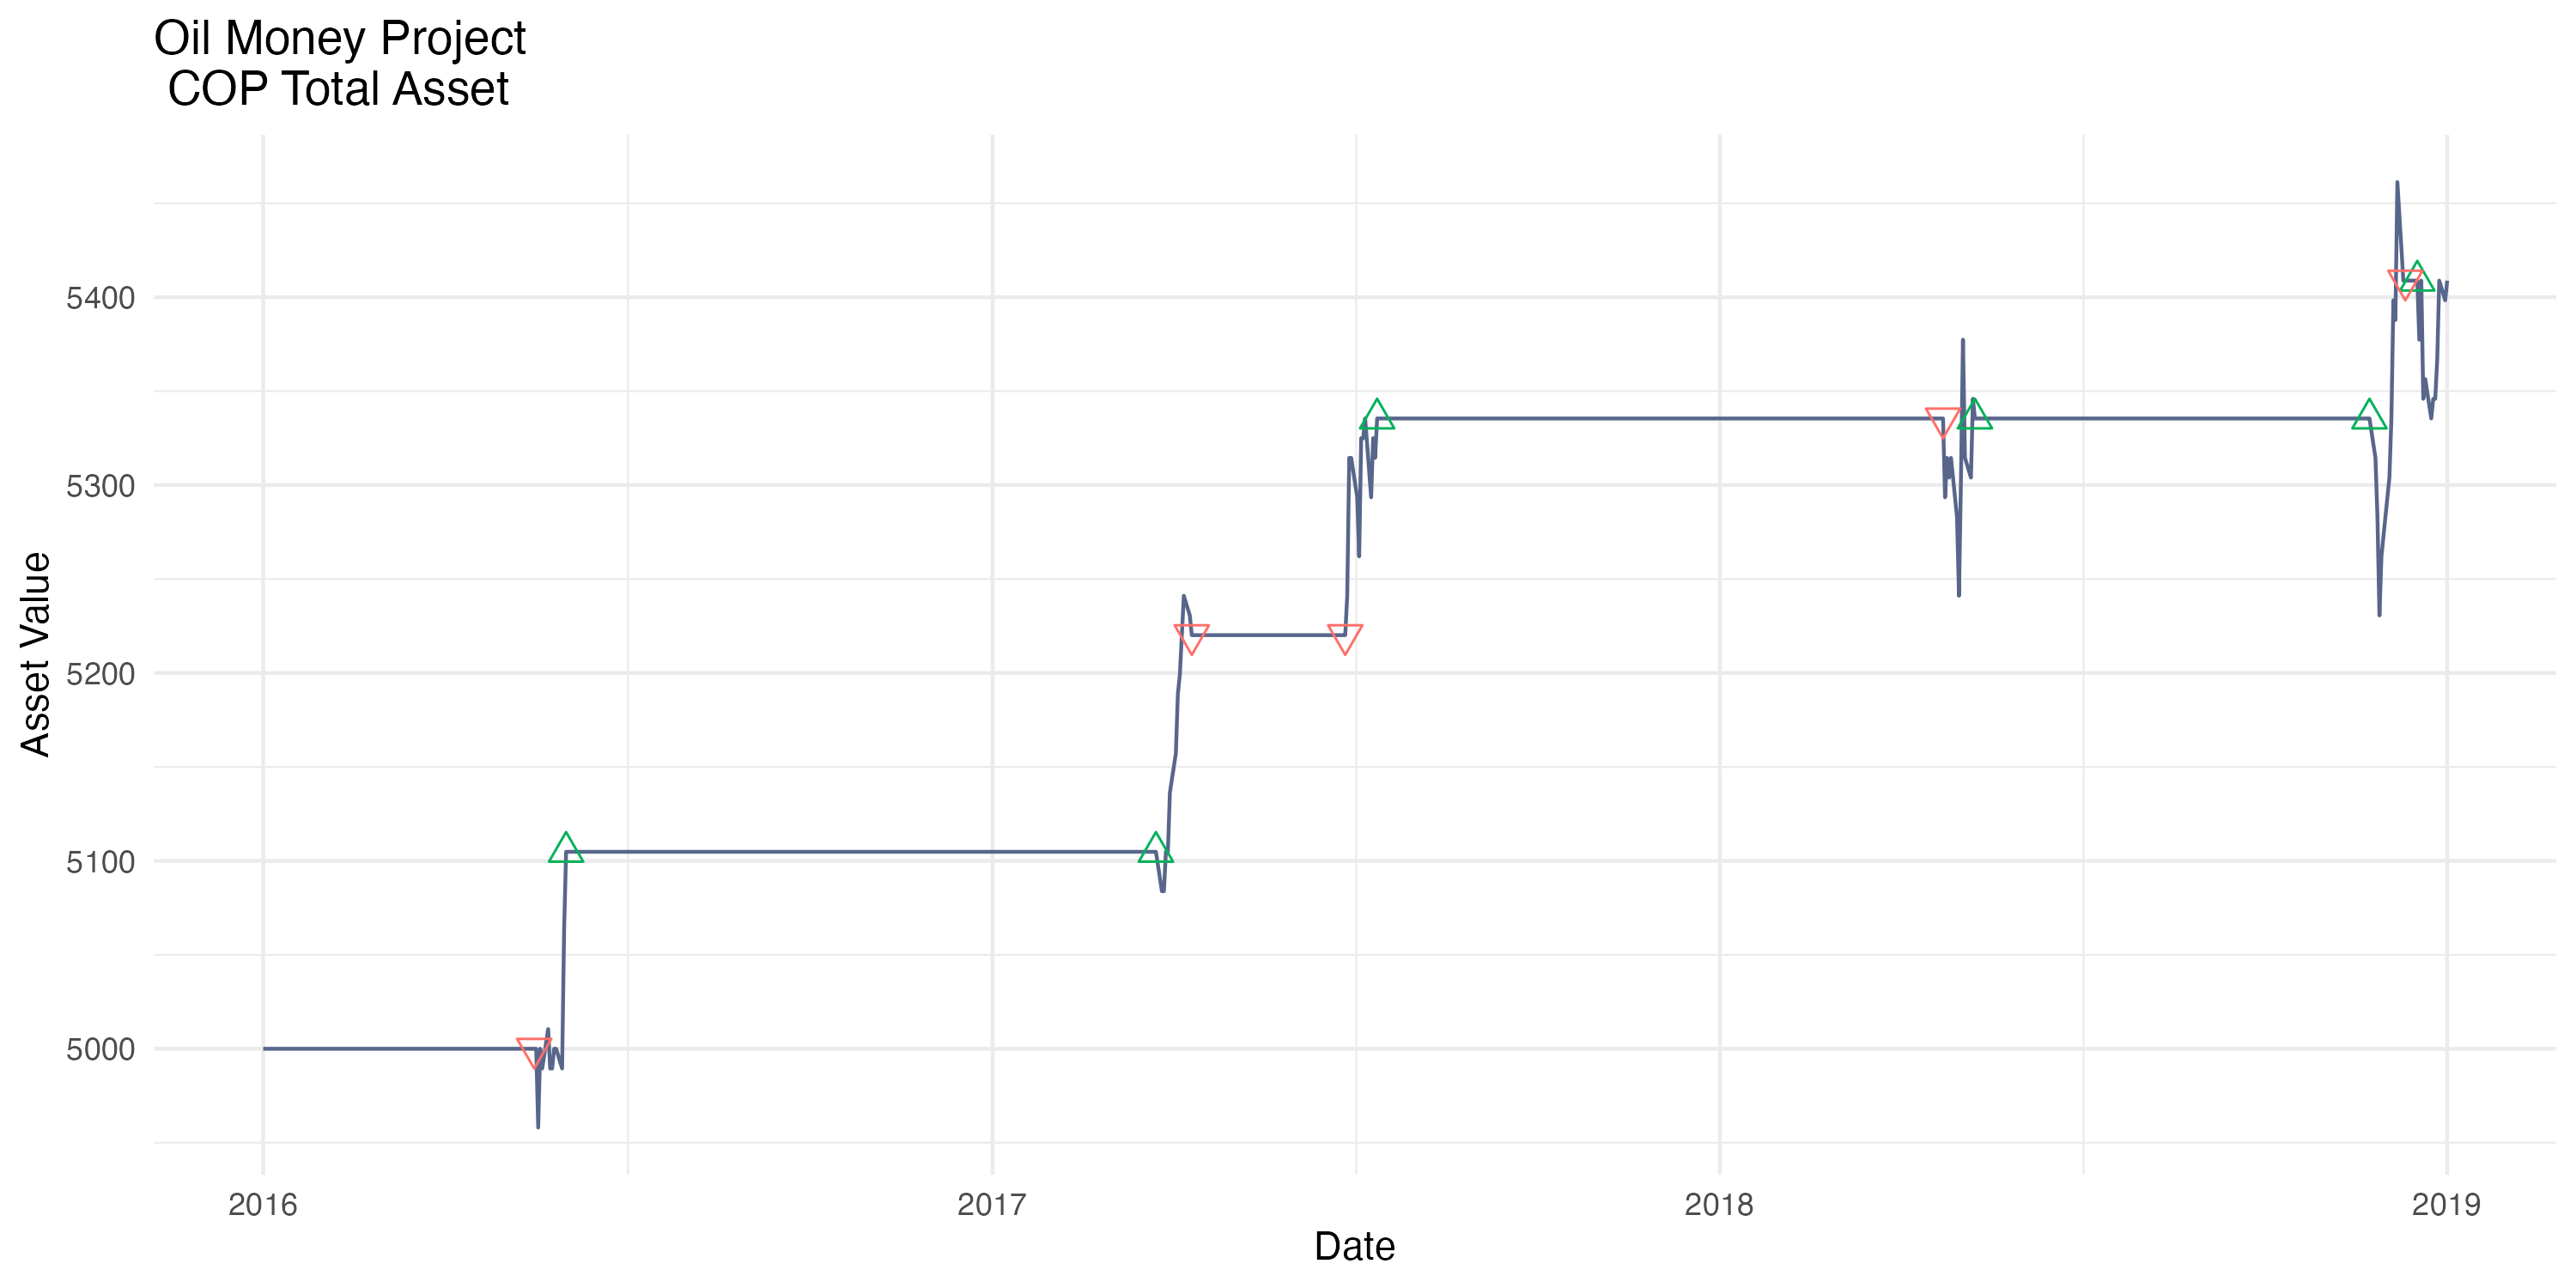 Oil Money Project
COP Total Asset
Asset Value
5400
5300
5200
5100
5000
2016
2017
2018
2019
Date